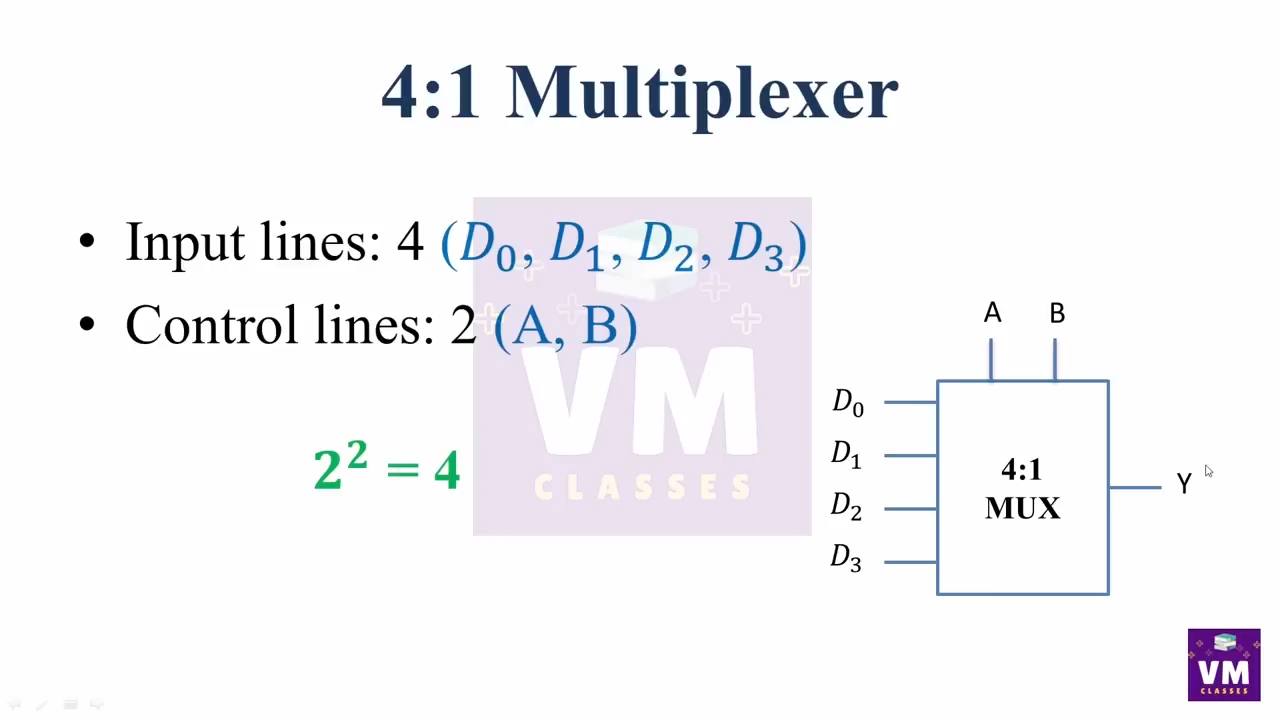 4:1 Multiplexer
• Input lines: 4 (D₀, D₁, D₂, D₃)
• Control lines: 2 (A, B)
2² = 4
VM
CLASSES
A B
D₀
D₁
D₂
D₃
4:1
MUX
Y
VM
CLASSES